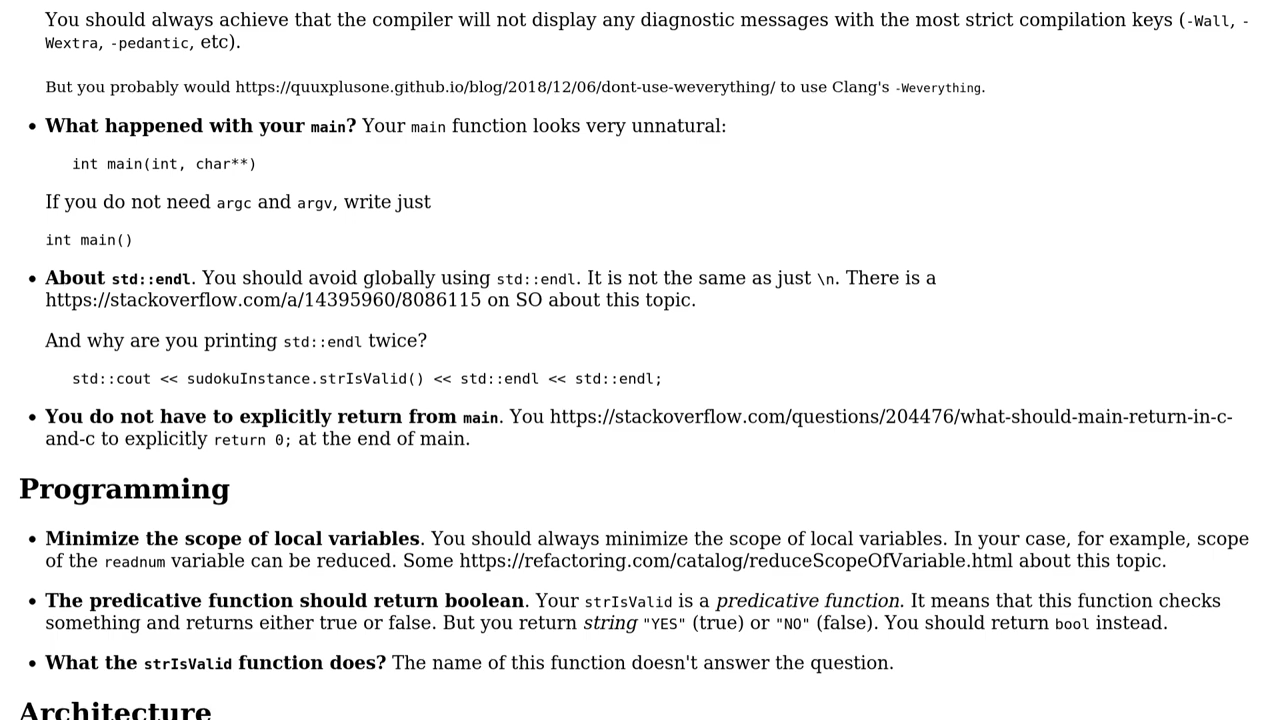 You should always achieve that the compiler will not display any diagnostic messages with the most strict compilation keys (-Wall, -
Wextra, -pedantic, etc).
But you probably would https://quuxplusone.github.io/blog/2018/12/06/dont-use-weverything/ to use Clang's -Weverything.
• What happened with your main? Your main function looks very unnatural:
int main(int, char**)
If you do not need argc and argv, write just
int main()
• About std::endl. You should avoid globally using std::endl. It is not the same as just \n. There is a
https://stackoverflow.com/a/14395960/8086115 on SO about this topic.
And why are you printing std::endl twice?
std::cout << sudokuInstance.strIsValid() << std::endl << std::endl;
• You do not have to explicitly return from main. You https://stackoverflow.com/questions/204476/what-should-main-return-in-c-
and-c to explicitly return 0; at the end of main.
Programming
• Minimize the scope of local variables. You should always minimize the scope of local variables. In your case, for example, scope
of the readnum variable can be reduced. Some https://refactoring.com/catalog/reduceScopeOfVariable.html about this topic.
• The predicative function should return boolean. Your strIsValid is a predicative function. It means that this function checks
something and returns either true or false. But you return string "YES" (true) or "NO" (false). You should return bool instead.
• What the strIsValid function does? The name of this function doesn't answer the question.
Architecture